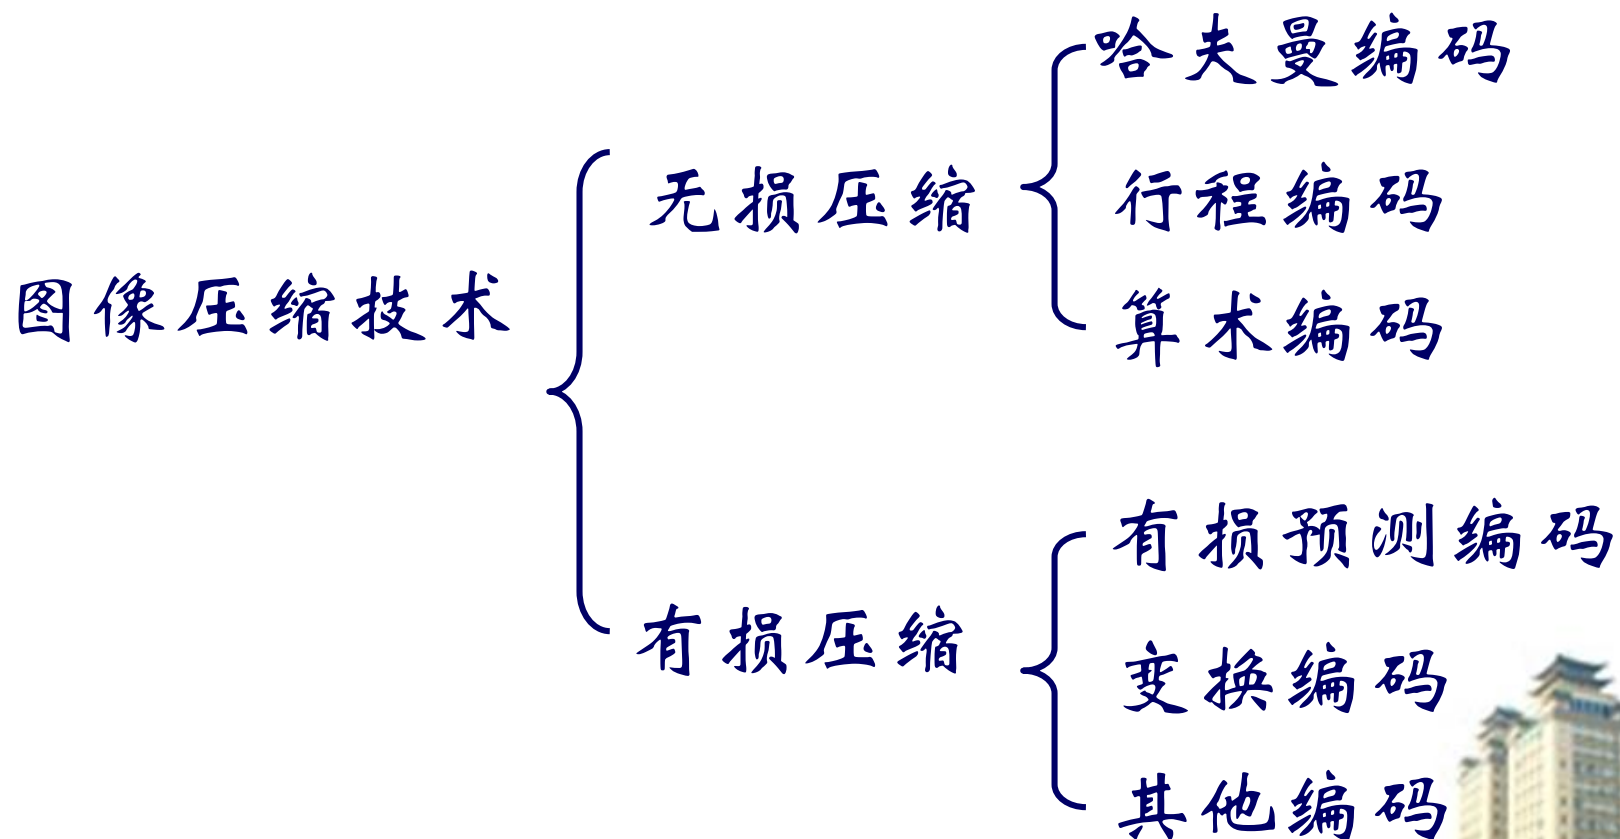 图像压缩技术
无损压缩
哈夫曼编码
行程编码
算术编码
有损压缩
有损预测编码
变换编码
其他编码